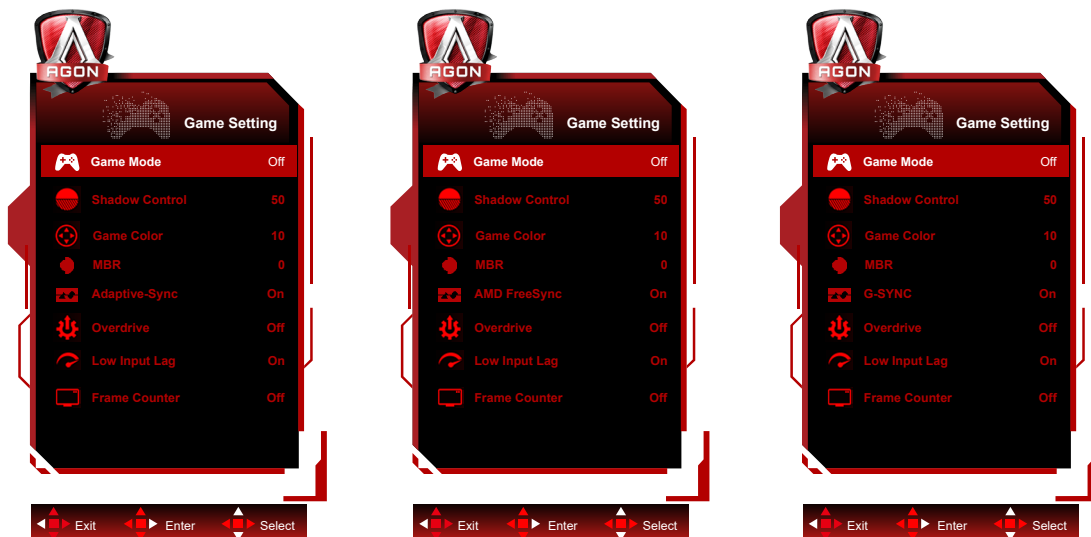 AGON
Game Setting
Game Mode Off
Shadow Control 50
Game Color 10
MBR 0
Adaptive-Sync On
Overdrive Off
Low Input Lag On
Frame Counter Off
Exit Enter Select
AGON
Game Setting
Game Mode Off
Shadow Control 50
Game Color 10
MBR 0
AMD FreeSync On
Overdrive Off
Low Input Lag On
Frame Counter Off
Exit Enter Select
AGON
Game Setting
Game Mode Off
Shadow Control 50
Game Color 10
MBR 0
G-SYNC On
Overdrive Off
Low Input Lag On
Frame Counter Off
Exit Enter Select